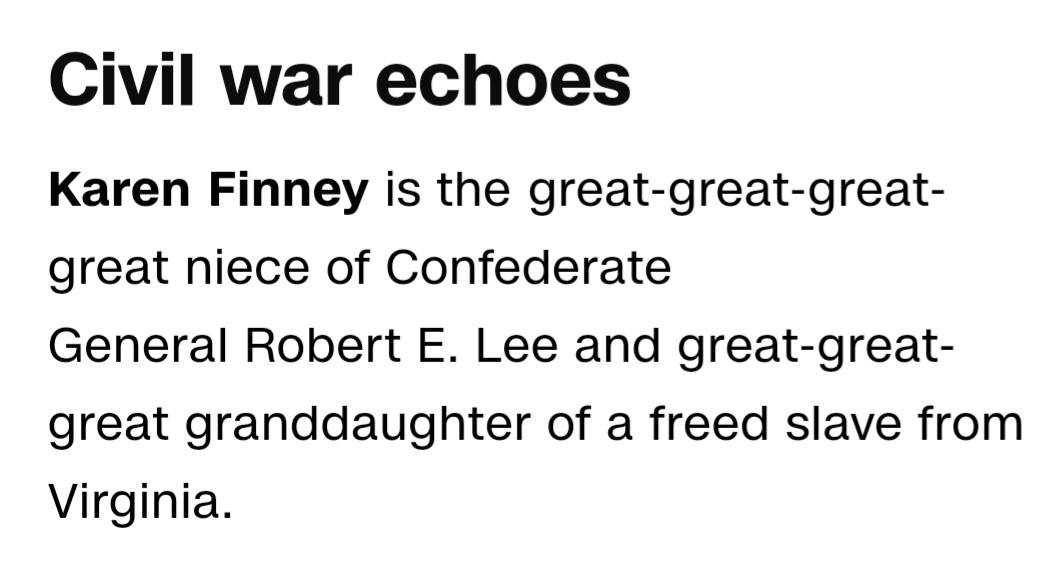 Civil war echoes
Karen Finney is the great-great-great-
great niece of Confederate
General Robert E. Lee and great-great-
great granddaughter of a freed slave from
Virginia.